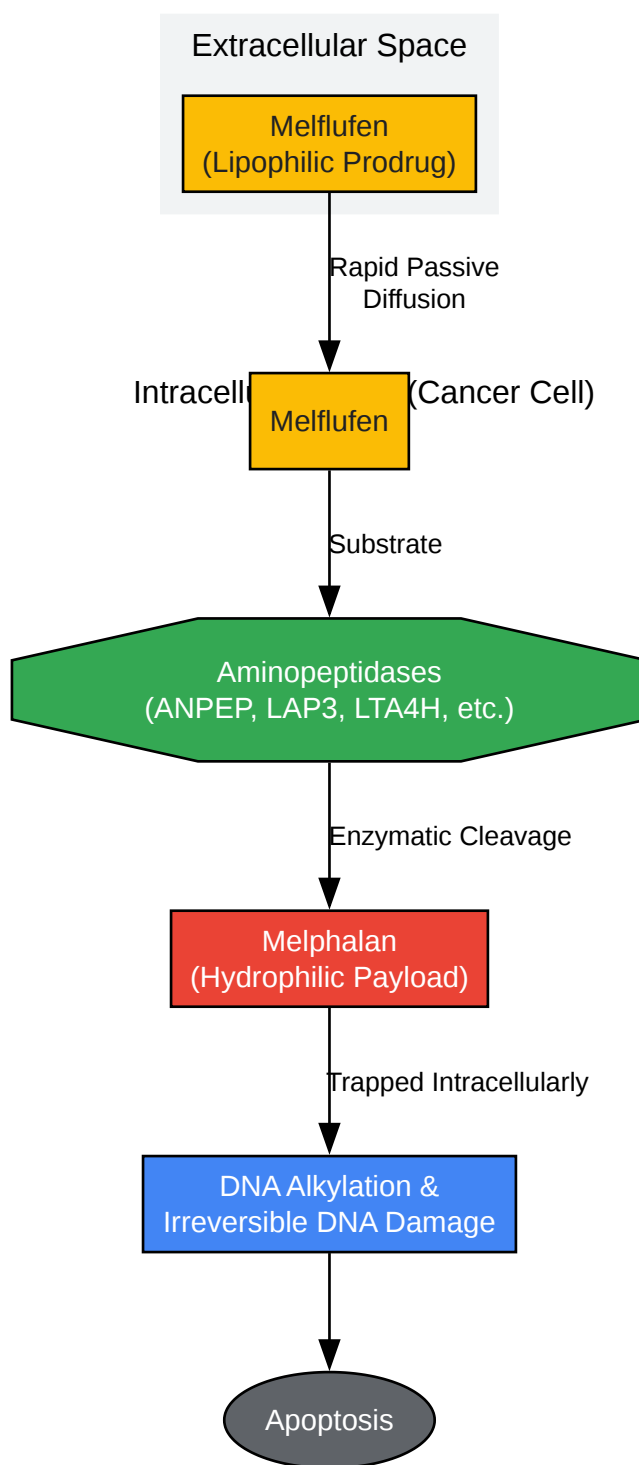 Extracellular Space
Melflufen
(Lipophilic Prodrug)
Rapid Passive
Diffusion
(Cancer Cell)
Melflufen
Substrate
Aminopeptidases
(ANPEP, LAP3, LTA4H, etc.)
Enzymatic Cleavage
Melphalan
(Hydrophilic Payload)
Trapped Intracellularly
DNA Alkylation &
Irreversible DNA Damage
Apoptosis